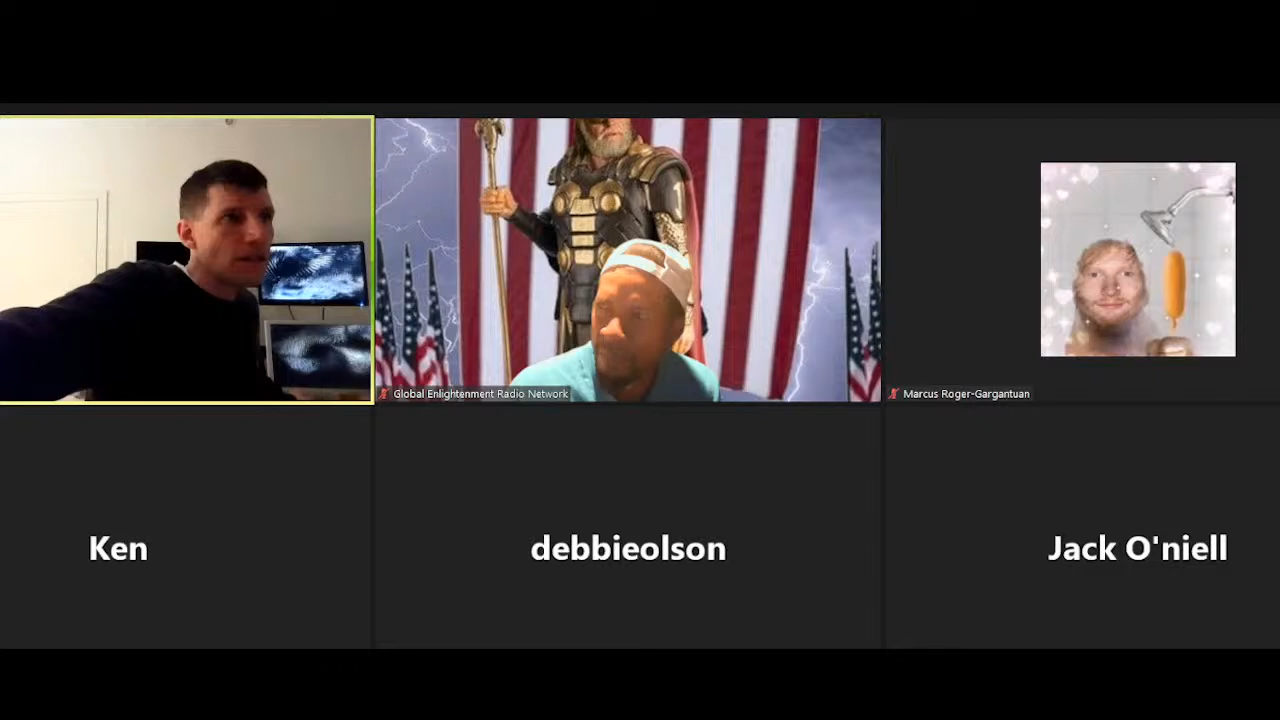 Global Enlightenment Radio Network
Marcus Roger-Gargantuan
Ken
debbieolson
Jack O'niell